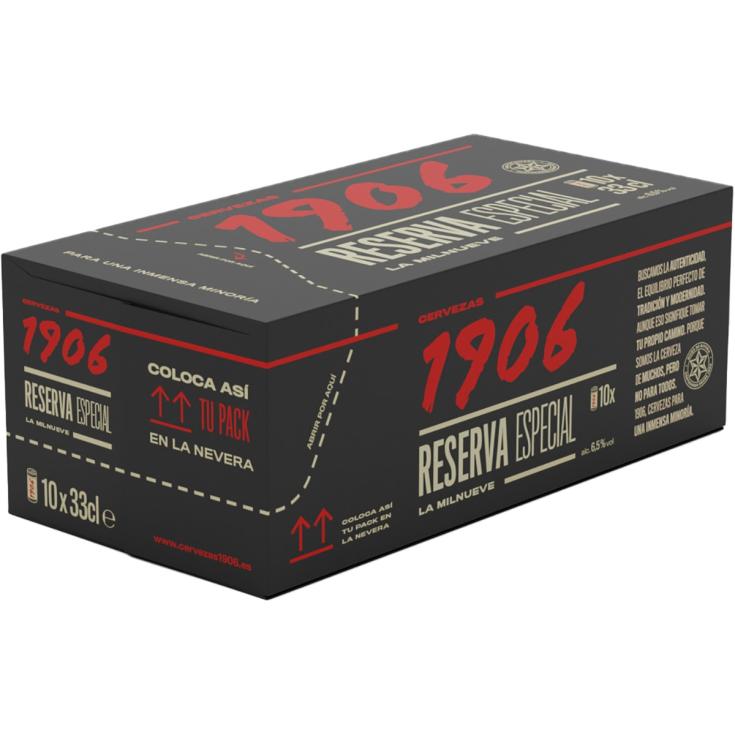 CERVEZAS
1906
RESERVA ESPECIAL
LA MILNUEVE
10x
33cl
PARA UNA INMENSA MINORÍA
1906
RESERVA ESPECIAL
LA MILNUEVE
10 x 33cl e
COLOCA ASÍ
TU PACK
EN LA NEVERA
www.cervezas1906.es
ABRIR POR AQUÍ
COLOCA ASÍ
TU PACK EN
LA NEVERA
CERVEZAS
1906
RESERVA ESPECIAL
LA MILNUEVE
10x
alc. 6,5% vol
BUSCAMOS LA AUTENTICIDAD.
EL EQUILIBRIO PERFECTO DE
TRADICIÓN Y MODERNIDAD.
AUNQUE ESO SIGNIFIQUE TOMAR
TU PROPIO CAMINO. PORQUE
SOMOS LA CERVEZA
DE MUCHOS, PERO
NO PARA TODOS.
1906, CERVEZAS PARA
UNA INMENSA MINORÍA.